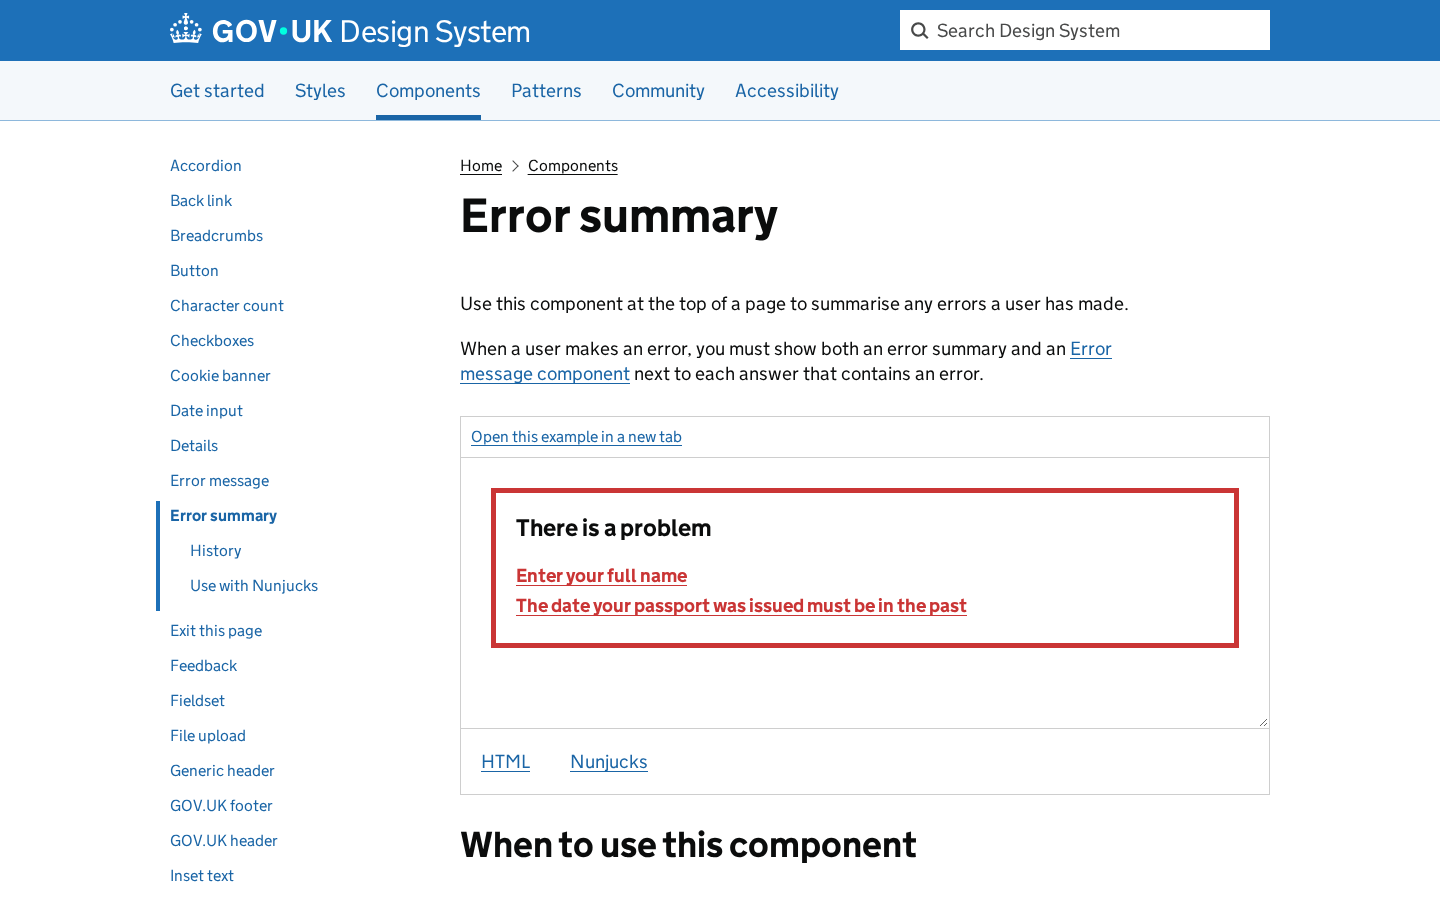 GOV·UK Design System
Search Design System
Get started
Styles
Components
Patterns
Community
Accessibility
Accordion
Back link
Breadcrumbs
Button
Character count
Checkboxes
Cookie banner
Date input
Details
Error message
Error summary
History
Use with Nunjucks
Exit this page
Feedback
Fieldset
File upload
Generic header
GOV.UK footer
GOV.UK header
Inset text
Home
Components
Error summary
Use this component at the top of a page to summarise any errors a user has made.
When a user makes an error, you must show both an error summary and an Error
message component next to each answer that contains an error.
Open this example in a new tab
There is a problem
Enter your full name
The date your passport was issued must be in the past
HTML
Nunjucks
When to use this component